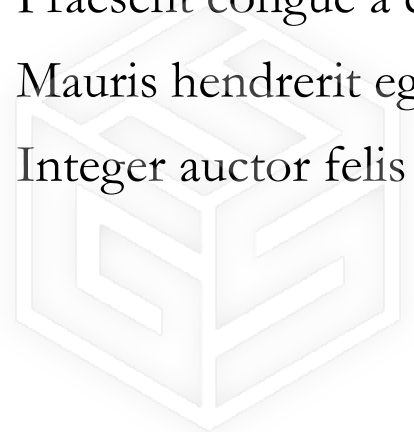 Praesent congue a
Mauris hendrerit eg
Integer auctor felis